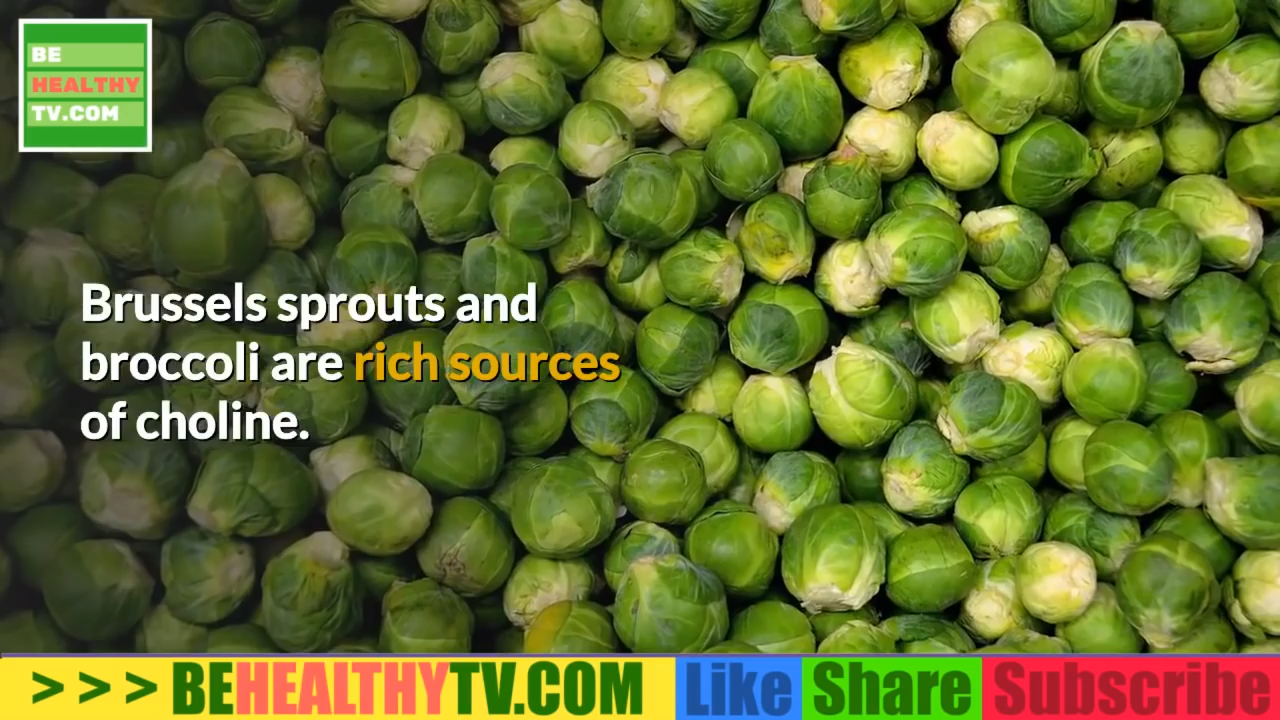 BE
HEALTHY
TV.COM
Brussels sprouts and
broccoli are rich sources
of choline.
> > > BEHEALTHYTV.COM Like Share Subscribe